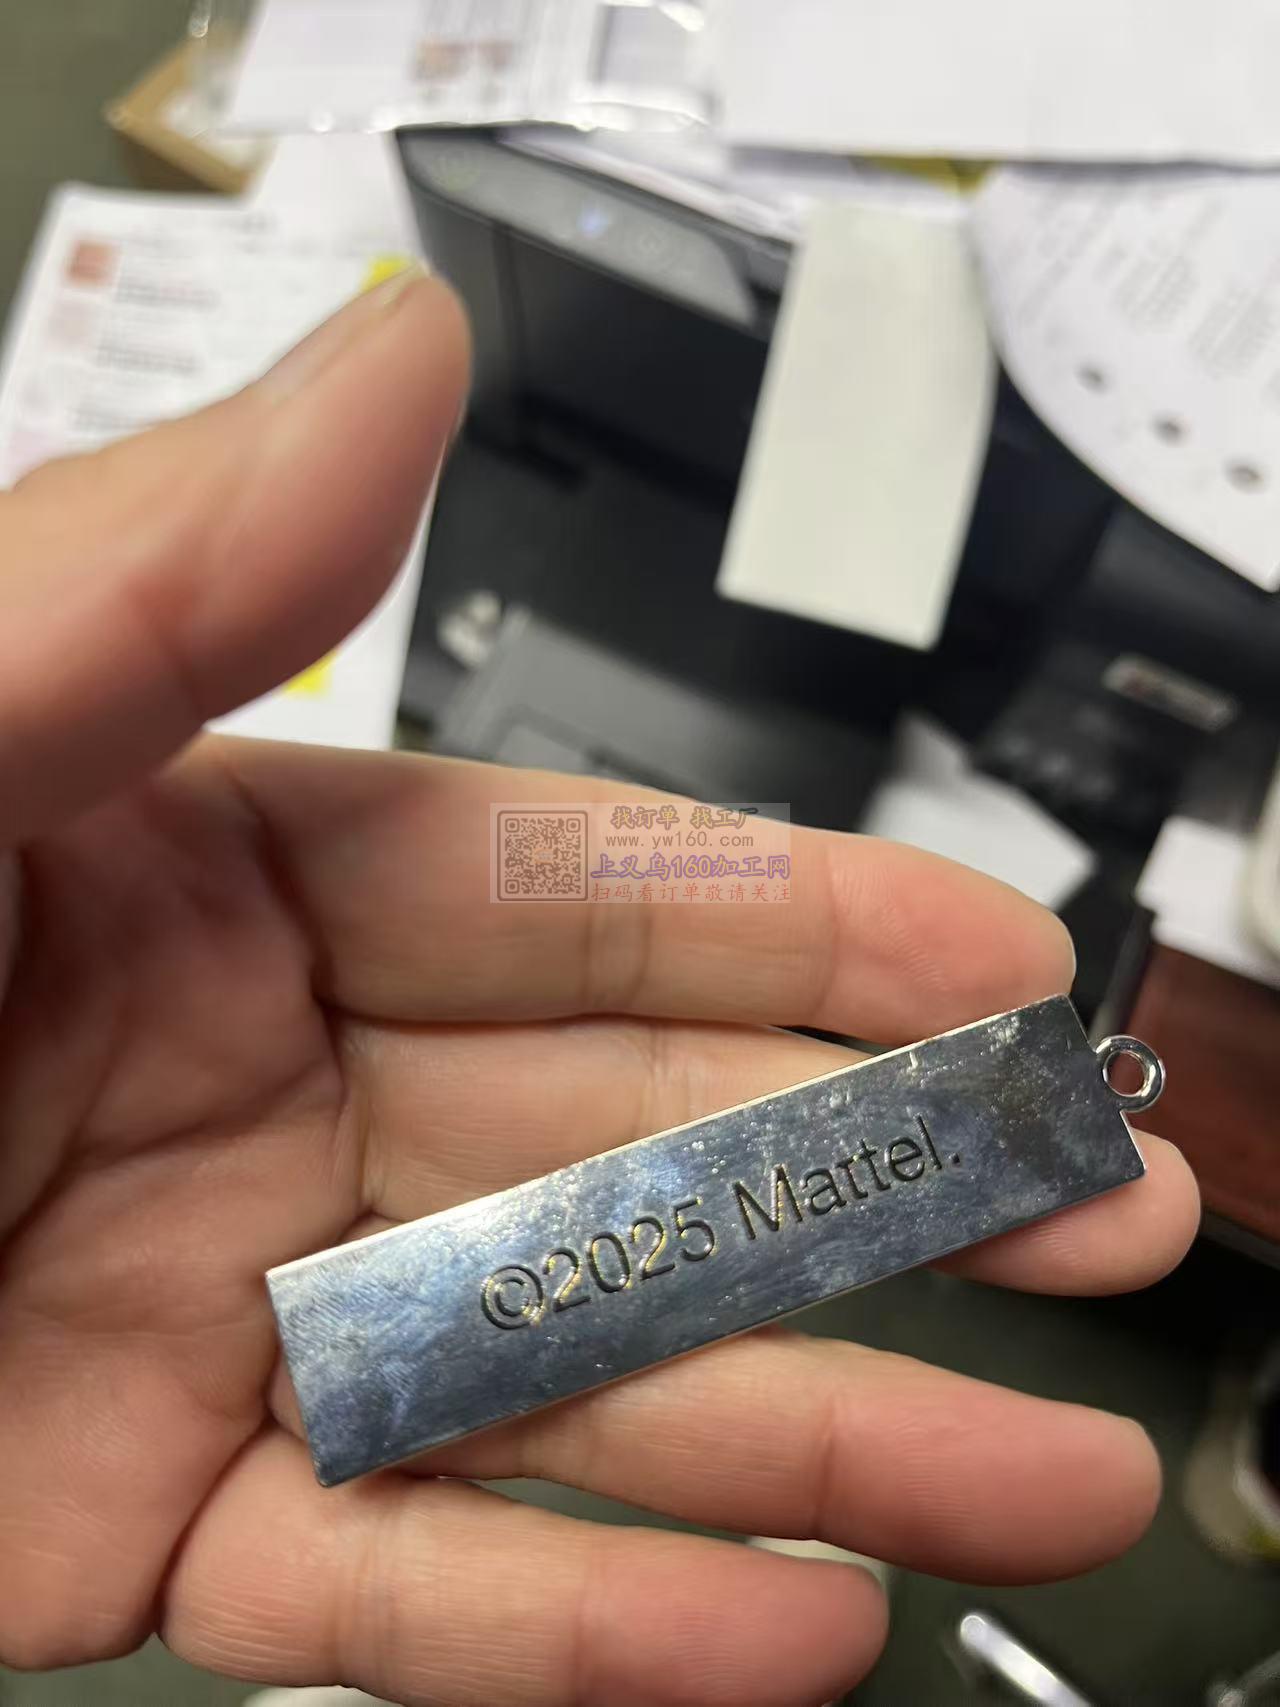 找订单 找工厂
www.yw160.com
上义乌160加工网
扫码看订单敬请关注
©2025 Mattel.